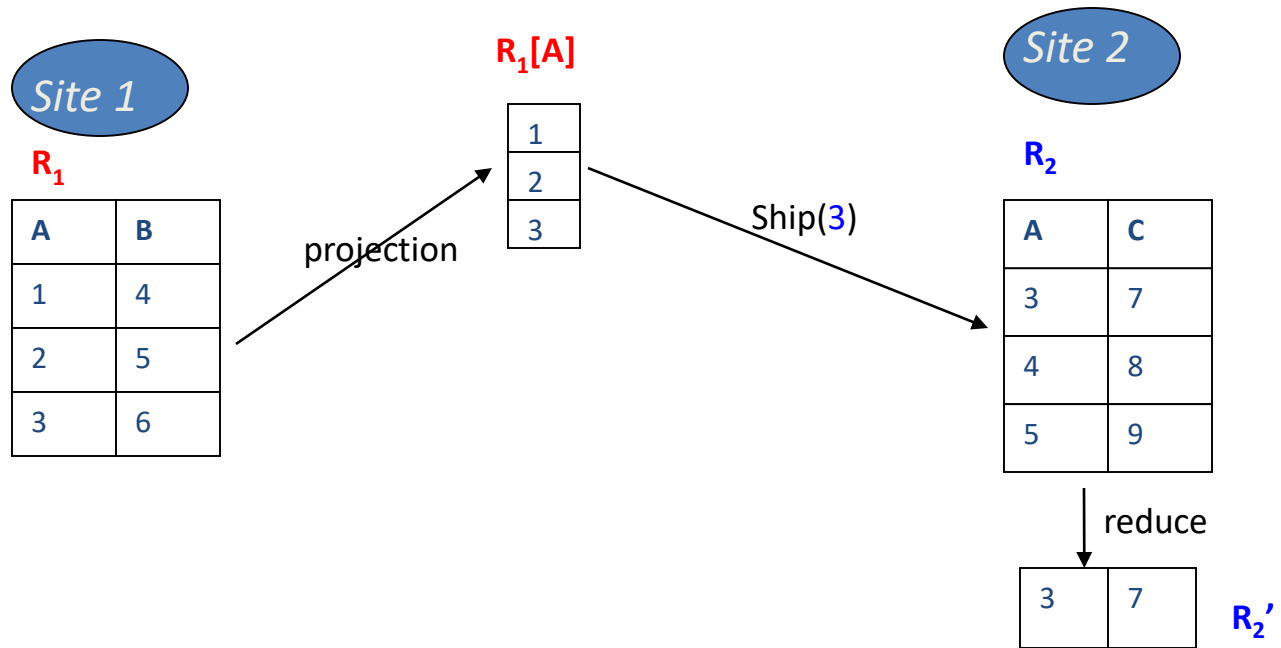 Site 1
R₁
A B
1 4
2 5
3 6
projection
R₁[A]
1
2
3
Ship(3)
Site 2
R₂
A C
3 7
4 8
5 9
reduce
3 7
R₂’